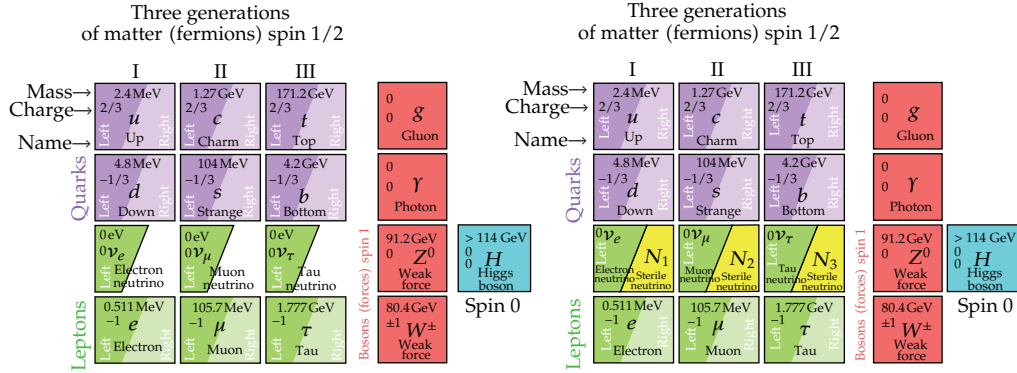 Three generations
of matter (fermions) spin 1/2
I II III
Mass→ 2.4 MeV 1.27 GeV 171.2 GeV
Charge→ 2/3 2/3 2/3 0
0
u c t g
Name→ Up Charm Top Gluon
Left Right Left Right Left Right
Quarks
4.8 MeV 104 MeV 4.2 GeV
−1/3 −1/3 −1/3 0
0
d s b γ
Down Strange Bottom Photon
Left Right Left Right Left Right
0 eV 0 eV 0 eV 91.2 GeV > 114 GeV
0 0 0 0 0
0
νe νμ ντ Z0 H
Electron Muon Tau Weak Higgs
neutrino neutrino neutrino force boson
Left Left Left
Spin 0
Leptons
0.511 MeV 105.7 MeV 1.777 GeV 80.4 GeV
−1 −1 −1 ±1
e μ τ W±
Electron Muon Tau Weak
force
Left Right Left Right Left Right
Bosons (forces) spin 1
Three generations
of matter (fermions) spin 1/2
I II III
Mass→ 2.4 MeV 1.27 GeV 171.2 GeV
Charge→ 2/3 2/3 2/3 0
0
u c t g
Name→ Up Charm Top Gluon
Left Right Left Right Left Right
Quarks
4.8 MeV 104 MeV 4.2 GeV
−1/3 −1/3 −1/3 0
0
d s b γ
Down Strange Bottom Photon
Left Right Left Right Left Right
91.2 GeV > 114 GeV
0 0 0 0 0
0
νe N1 νμ N2 ντ N3 Z0 H
Electron Sterile Muon Sterile Tau Sterile Weak Higgs
neutrino neutrino neutrino neutrino neutrino neutrino force boson
Left Left Left
Spin 0
Leptons
0.511 MeV 105.7 MeV 1.777 GeV 80.4 GeV
−1 −1 −1 ±1
e μ τ W±
Electron Muon Tau Weak
force
Left Right Left Right Left Right
Bosons (forces) spin 1